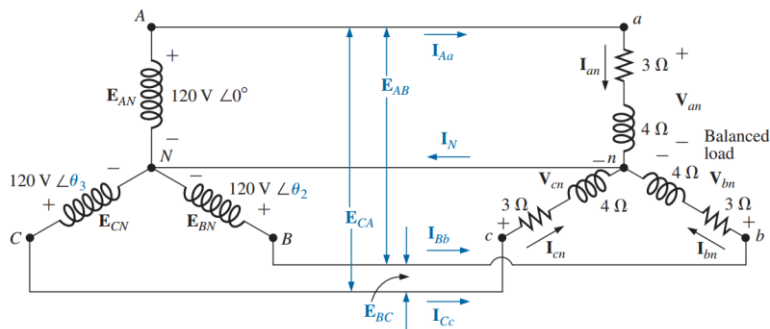 A
a
I_Aa
+
+
I_an
3 Ω
E_AN
120 V ∠0°
E_AB
V_an
4 Ω
−
I_N
−
Balanced
load
N
n
−
−
−
−
4 Ω
120 V ∠θ_3
120 V ∠θ_2
V_cn
V_bn
3 Ω
3 Ω
4 Ω
+
+
+
+
E_CN
E_BN
E_CA
C
B
I_Bb
c
b
I_cn
I_bn
E_BC
I_Cc